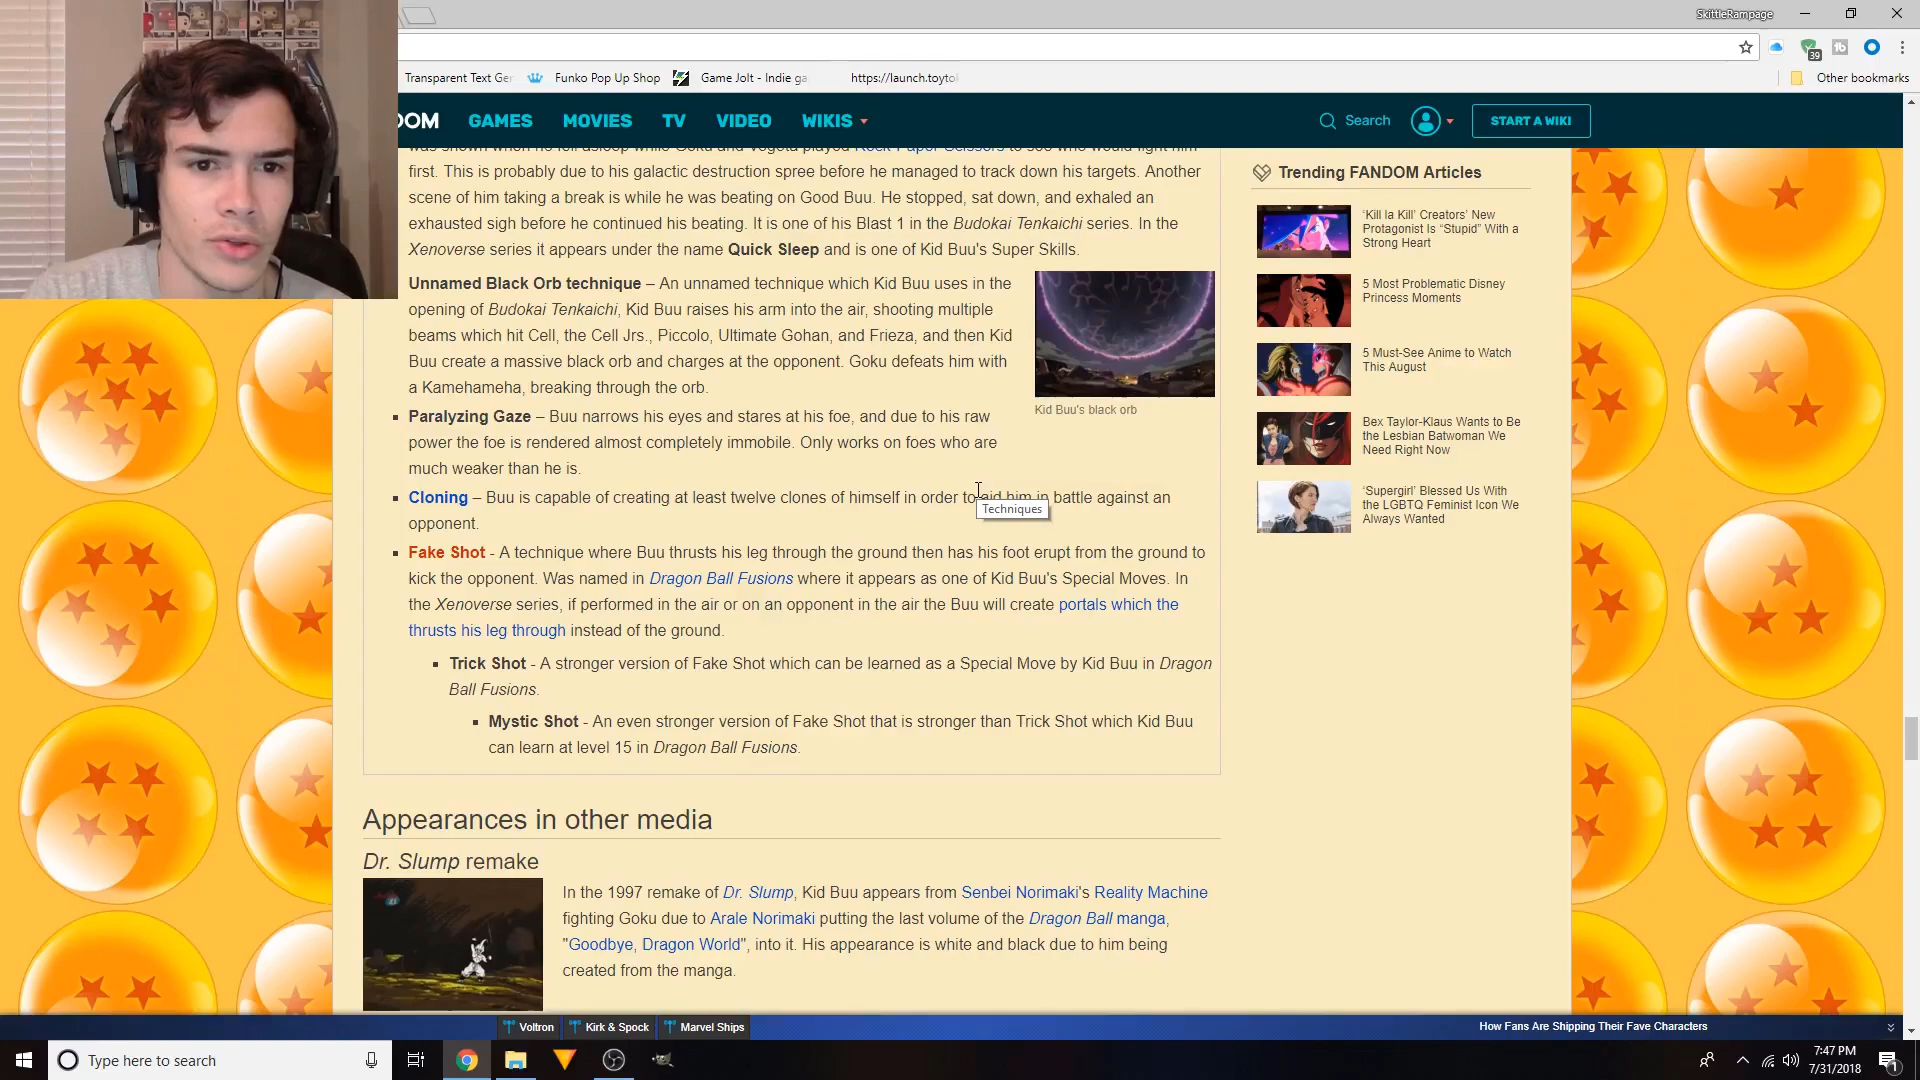 SkittleRampage
39
Transparent Text Ger
Funko Pop Up Shop
Game Jolt - Indie ga
https://launch.toytok
Other bookmarks
DOM
GAMES
MOVIES
TV
VIDEO
WIKIS
Search
START A WIKI
was shown when he fell asleep while Goku and Vegeta played Rock Paper Scissors to see who would fight him
first. This is probably due to his galactic destruction spree before he managed to track down his targets. Another
scene of him taking a break is while he was beating on Good Buu. He stopped, sat down, and exhaled an
exhausted sigh before he continued his beating. It is one of his Blast 1 in the Budokai Tenkaichi series. In the
Xenoverse series it appears under the name Quick Sleep and is one of Kid Buu's Super Skills.
Unnamed Black Orb technique – An unnamed technique which Kid Buu uses in the
opening of Budokai Tenkaichi, Kid Buu raises his arm into the air, shooting multiple
beams which hit Cell, the Cell Jrs., Piccolo, Ultimate Gohan, and Frieza, and then Kid
Buu create a massive black orb and charges at the opponent. Goku defeats him with
a Kamehameha, breaking through the orb.
Kid Buu's black orb
Paralyzing Gaze – Buu narrows his eyes and stares at his foe, and due to his raw
power the foe is rendered almost completely immobile. Only works on foes who are
much weaker than he is.
Cloning – Buu is capable of creating at least twelve clones of himself in order to aid him in battle against an
opponent.
Techniques
Fake Shot - A technique where Buu thrusts his leg through the ground then has his foot erupt from the ground to
kick the opponent. Was named in Dragon Ball Fusions where it appears as one of Kid Buu's Special Moves. In
the Xenoverse series, if performed in the air or on an opponent in the air the Buu will create portals which the
thrusts his leg through instead of the ground.
Trick Shot - A stronger version of Fake Shot which can be learned as a Special Move by Kid Buu in Dragon
Ball Fusions.
Mystic Shot - An even stronger version of Fake Shot that is stronger than Trick Shot which Kid Buu
can learn at level 15 in Dragon Ball Fusions.
Appearances in other media
Dr. Slump remake
In the 1997 remake of Dr. Slump, Kid Buu appears from Senbei Norimaki's Reality Machine
fighting Goku due to Arale Norimaki putting the last volume of the Dragon Ball manga,
"Goodbye, Dragon World", into it. His appearance is white and black due to him being
created from the manga.
Trending FANDOM Articles
'Kill la Kill' Creators' New
Protagonist Is “Stupid” With a
Strong Heart
5 Most Problematic Disney
Princess Moments
5 Must-See Anime to Watch
This August
Bex Taylor-Klaus Wants to Be
the Lesbian Batwoman We
Need Right Now
'Supergirl' Blessed Us With
the LGBTQ Feminist Icon We
Always Wanted
Voltron
Kirk & Spock
Marvel Ships
How Fans Are Shipping Their Fave Characters
Type here to search
7:47 PM
7/31/2018
1